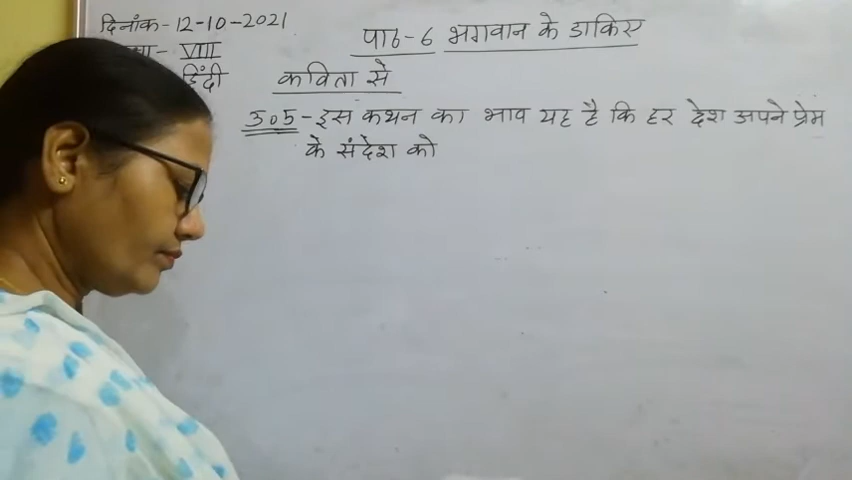 दिनांक-12-10-2021
पाठ-6 भगवान के डाकिए
VIII
हिंदी
कविता से
उ०5-इस कथन का भाव यह है कि हर देश अपने प्रेम
के संदेश को